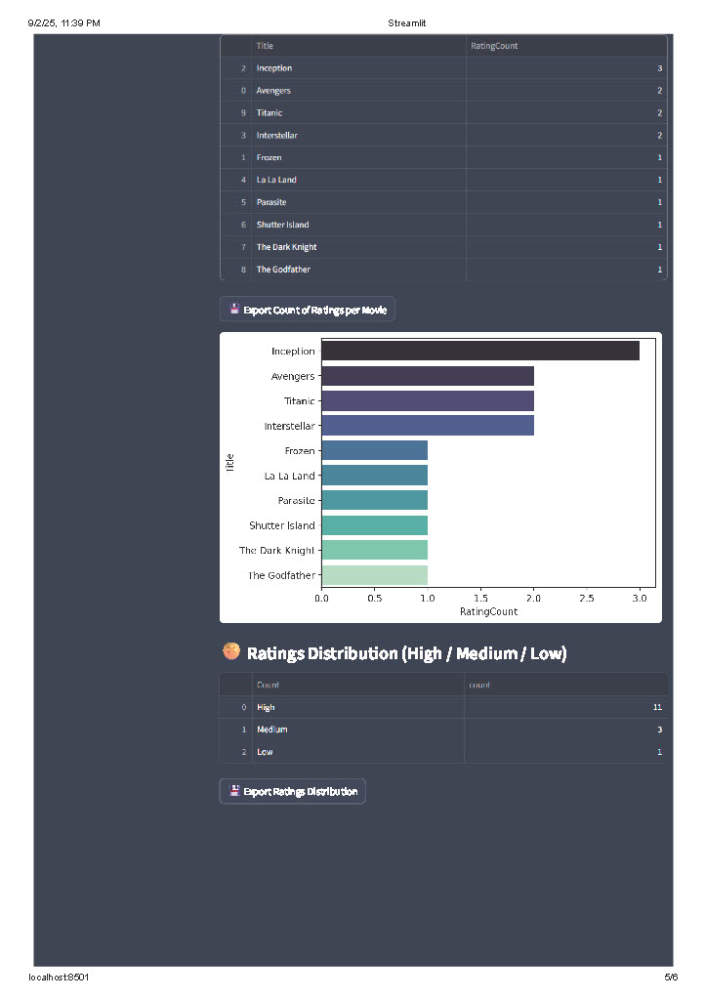 9/2/25, 11:39 PM Streamlit
Title RatingCount
2 Inception 3
0 Avengers 2
9 Titanic 2
3 Interstellar 2
1 Frozen 1
4 La La Land 1
5 Parasite 1
6 Shutter Island 1
7 The Dark Knight 1
8 The Godfather 1
Export Count of Ratings per Movie
Inception
Avengers
Titanic
Interstellar
Frozen
La La Land
Parasite
Shutter Island
The Dark Knight
The Godfather
Title
0.0 0.5 1.0 1.5 2.0 2.5 3.0
RatingCount
Ratings Distribution (High / Medium / Low)
Count count
0 High 11
1 Medium 3
2 Low 1
Export Ratings Distribution
localhost:8501 5/6